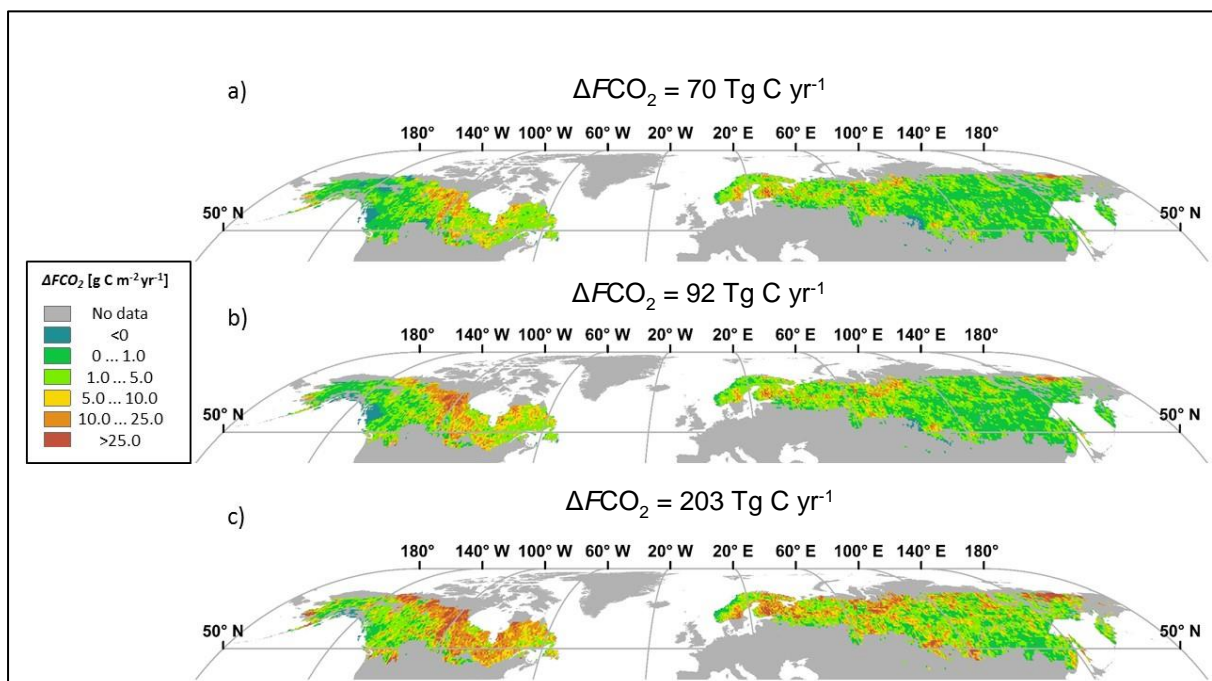 a)
ΔFCO₂ = 70 Tg C yr⁻¹
180° 140° W 100° W 60° W 20° W 20° E 60° E 100° E 140° E 180°
50° N 50° N
ΔFCO₂ [g C m⁻² yr⁻¹]
No data
<0
0 ... 1.0
1.0 ... 5.0
5.0 ... 10.0
10.0 ... 25.0
>25.0
b)
ΔFCO₂ = 92 Tg C yr⁻¹
180° 140° W 100° W 60° W 20° W 20° E 60° E 100° E 140° E 180°
50° N 50° N
c)
ΔFCO₂ = 203 Tg C yr⁻¹
180° 140° W 100° W 60° W 20° W 20° E 60° E 100° E 140° E 180°
50° N 50° N